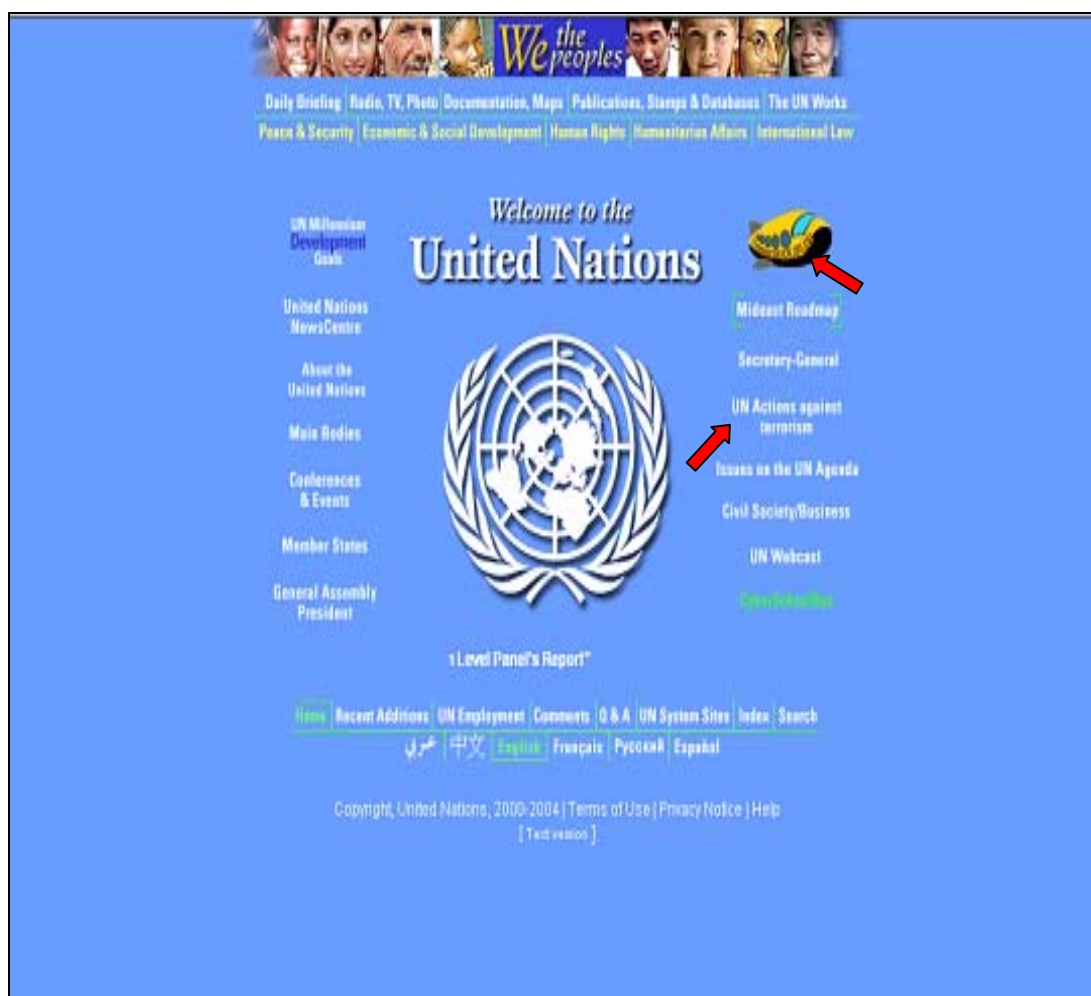 We the peoples
Daily Briefing Radio, TV, Photo Documentation, Maps Publications, Stamps & Databases The UN Works
Peace & Security Economic & Social Development Human Rights Humanitarian Affairs International Law
Welcome to the
United Nations
UN Millennium
Development
Goals
United Nations
NewsCentre
About the
United Nations
Main Bodies
Conferences
& Events
Member States
General Assembly
President
Mideast Roadmap
Secretary-General
UN Actions against
terrorism
Issues on the UN Agenda
Civil Society/Business
UN Webcast
CyberSchoolBus
ı Level Panel's Report"
Home Recent Additions UN Employment Comments Q & A UN System Sites Index Search
عربي 中文 English Français Русский Español
Copyright, United Nations, 2000-2004 | Terms of Use | Privacy Notice | Help
[ Text version ]